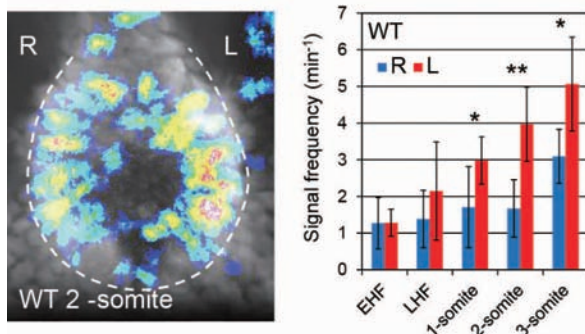 R
L
WT 2 -somite
Signal frequency (min⁻¹)
7
6
5
4
3
2
1
0
WT
R
L
*
**
*
EHF
LHF
1-somite
2-somite
3-somite